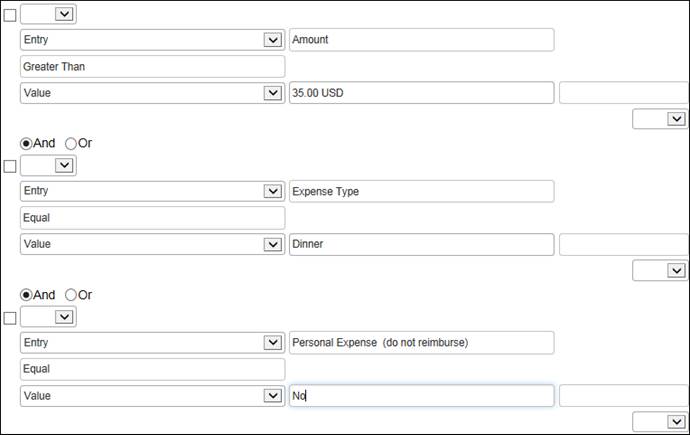 Entry Amount
Greater Than
Value 35.00 USD
And Or
Entry Expense Type
Equal
Value Dinner
And Or
Entry Personal Expense (do not reimburse)
Equal
Value No